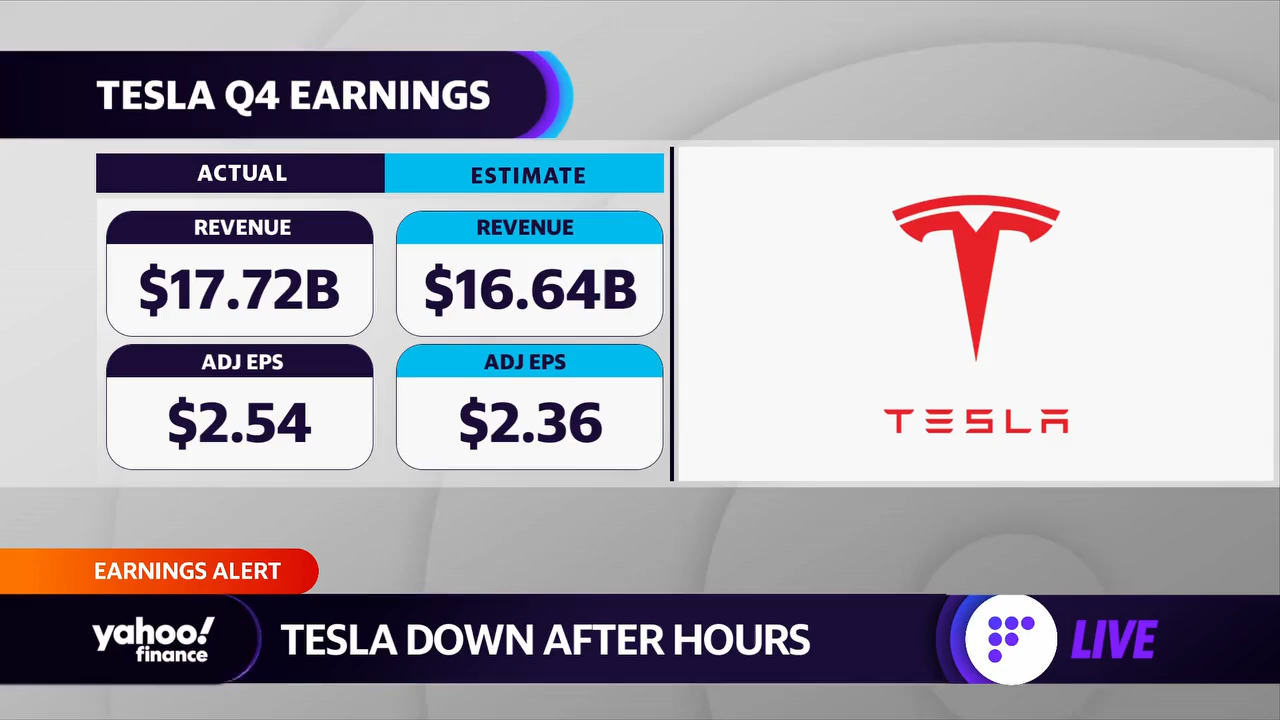 TESLA Q4 EARNINGS
ACTUAL
ESTIMATE
REVENUE
$17.72B
REVENUE
$16.64B
ADJ EPS
$2.54
ADJ EPS
$2.36
TESLA
EARNINGS ALERT
yahoo!
finance
TESLA DOWN AFTER HOURS
LIVE